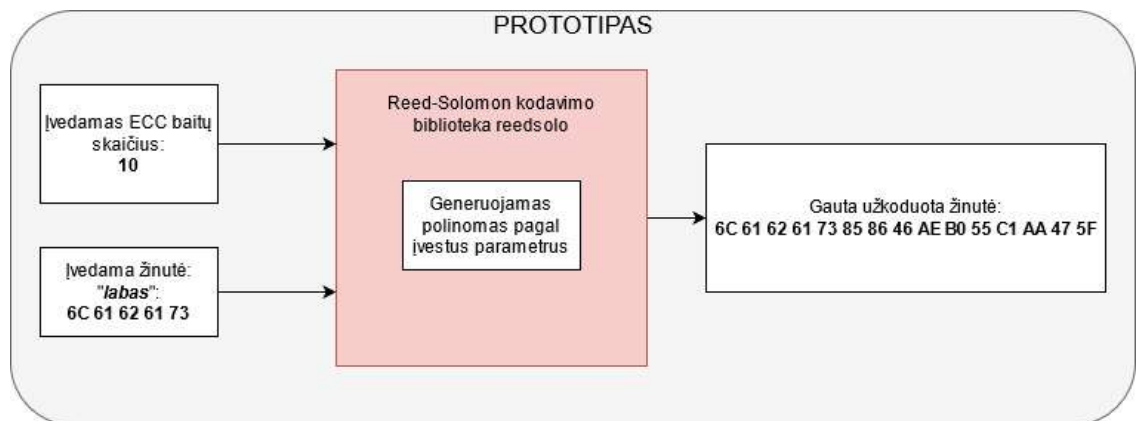 PROTOTIPAS
Įvedamas ECC baitų
skaičius:
10
Įvedama žinutė:
"labas":
6C 61 62 61 73
Reed-Solomon kodavimo
biblioteka reedsolo
Generuojamas
polinomas pagal
įvestus parametrus
Gauta užkoduota žinutė:
6C 61 62 61 73 85 86 46 AE B0 55 C1 AA 47 5F